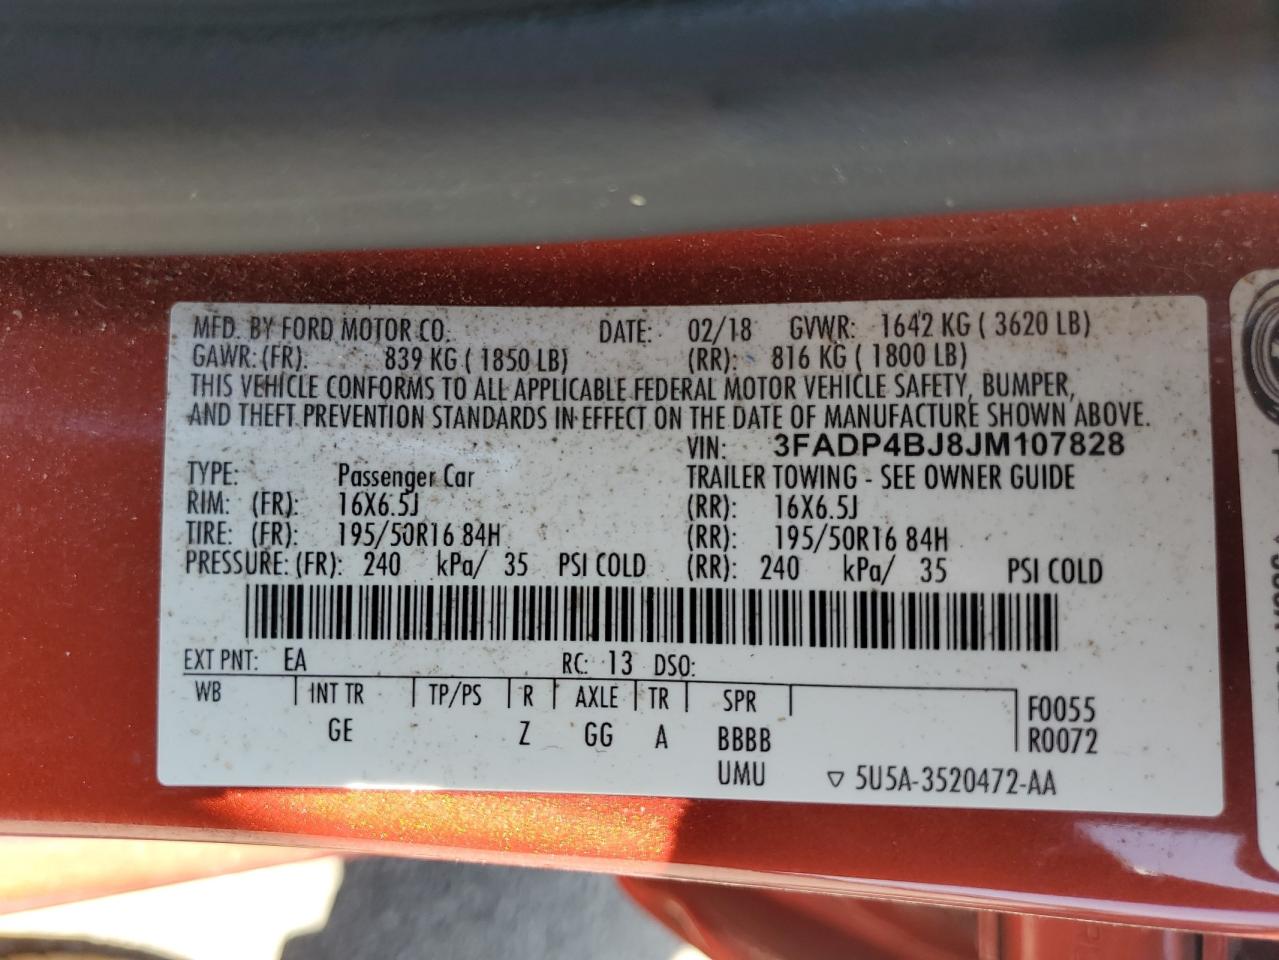 MFD. BY FORD MOTOR CO. DATE: 02/18 GVWR: 1642 KG ( 3620 LB)
GAWR: (FR): 839 KG ( 1850 LB) (RR): 816 KG ( 1800 LB)
THIS VEHICLE CONFORMS TO ALL APPLICABLE FEDERAL MOTOR VEHICLE SAFETY, BUMPER,
AND THEFT PREVENTION STANDARDS IN EFFECT ON THE DATE OF MANUFACTURE SHOWN ABOVE.
VIN: 3FADP4BJ8JM107828
TYPE: Passenger Car TRAILER TOWING - SEE OWNER GUIDE
RIM: (FR): 16X6.5J (RR): 16X6.5J
TIRE: (FR): 195/50R16 84H (RR): 195/50R16 84H
PRESSURE: (FR): 240 kPa/ 35 PSI COLD (RR): 240 kPa/ 35 PSI COLD
EXT PNT: EA RC: 13 DSO:
WB INT TR TP/PS R AXLE TR SPR F0055
GE Z GG A BBBB R0072
UMU ▽ 5U5A-3520472-AA